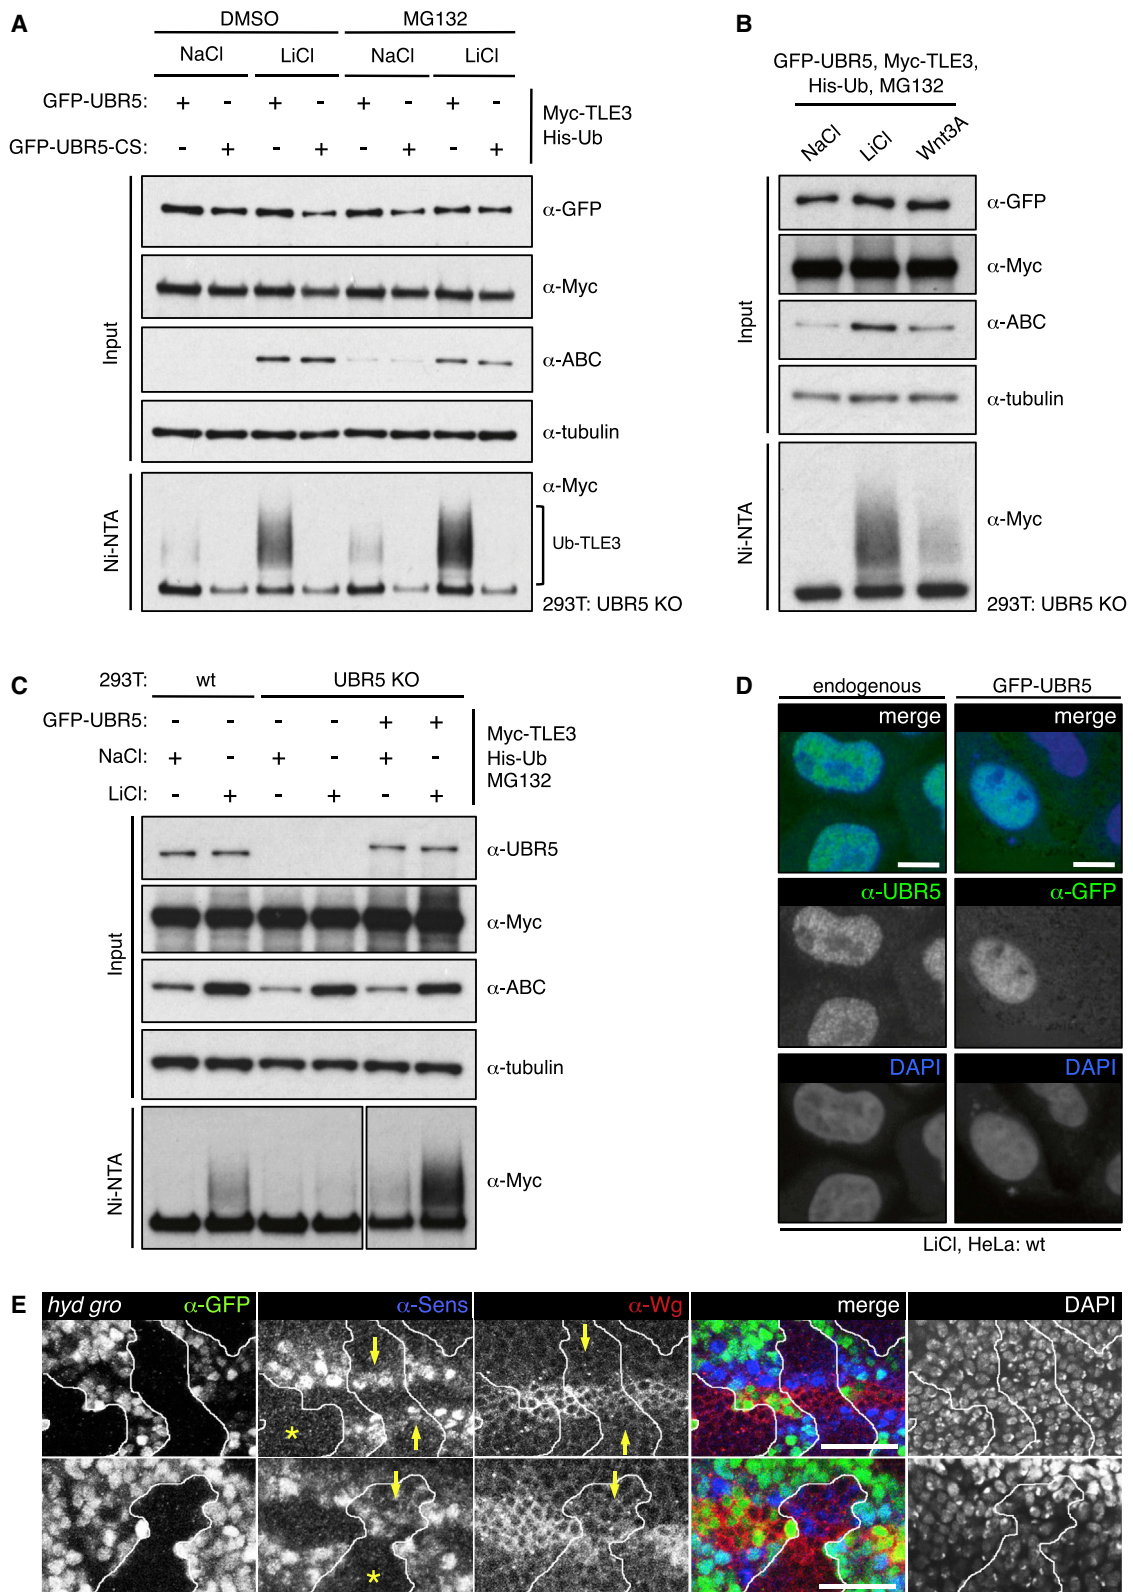 A
DMSO MG132
NaCl LiCl NaCl LiCl
GFP-UBR5: + - + - + - + -
GFP-UBR5-CS: - + - + - + - +
Myc-TLE3
His-Ub
Input
α-GFP
α-Myc
α-ABC
α-tubulin
Ni-NTA
α-Myc
Ub-TLE3
293T: UBR5 KO
B
GFP-UBR5, Myc-TLE3,
His-Ub, MG132
NaCl LiCl Wnt3A
Input
α-GFP
α-Myc
α-ABC
α-tubulin
Ni-NTA
α-Myc
293T: UBR5 KO
C
293T: wt UBR5 KO
GFP-UBR5: - - - - + +
NaCl: + - + - + -
LiCl: - + - + - +
Myc-TLE3
His-Ub
MG132
Input
α-UBR5
α-Myc
α-ABC
α-tubulin
Ni-NTA
α-Myc
D
endogenous GFP-UBR5
merge merge
α-UBR5 α-GFP
DAPI DAPI
LiCl, HeLa: wt
E
hyd gro α-GFP α-Sens α-Wg merge DAPI
*
*